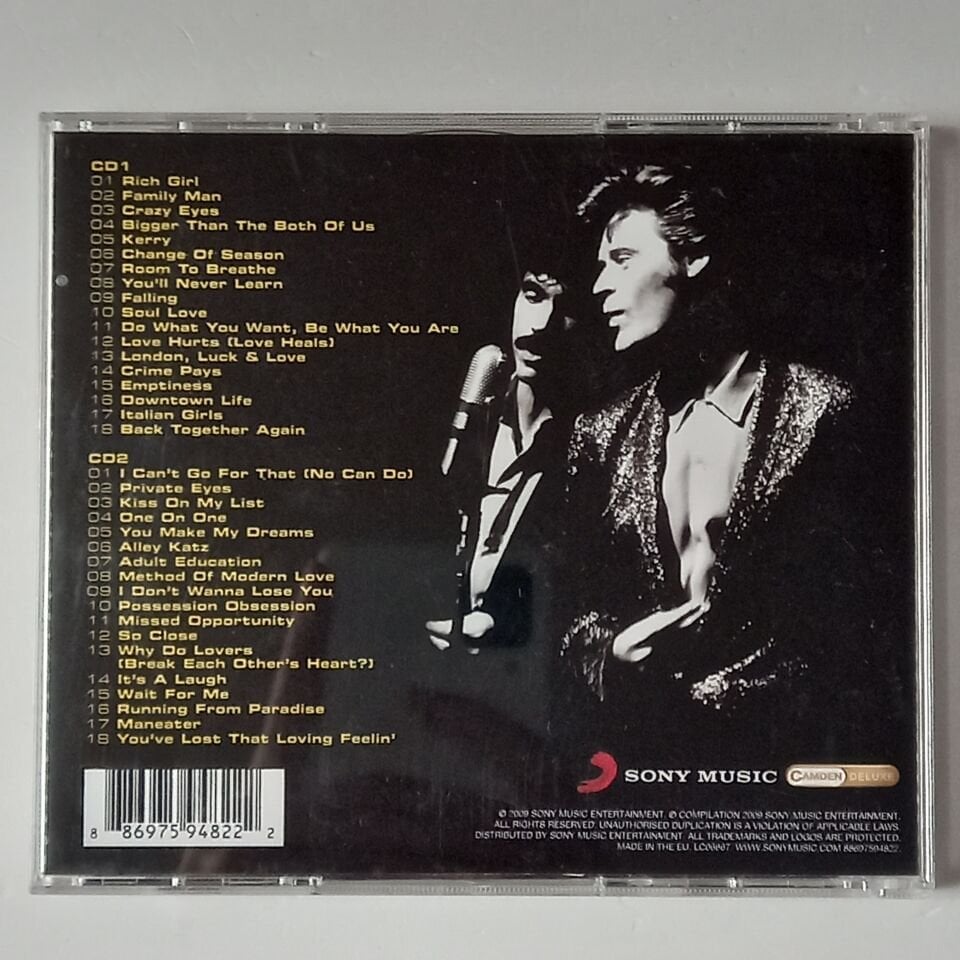 CD1
01 Rich Girl
02 Family Man
03 Crazy Eyes
04 Bigger Than The Both Of Us
05 Kerry
06 Change Of Season
07 Room To Breathe
08 You'll Never Learn
09 Falling
10 Soul Love
11 Do What You Want, Be What You Are
12 Love Hurts (Love Heals)
13 London, Luck & Love
14 Crime Pays
15 Emptiness
16 Downtown Life
17 Italian Girls
18 Back Together Again
CD2
01 I Can't Go For That (No Can Do)
02 Private Eyes
03 Kiss On My List
04 One On One
05 You Make My Dreams
06 Alley Katz
07 Adult Education
08 Method Of Modern Love
09 I Don't Wanna Lose You
10 Possession Obsession
11 Missed Opportunity
12 So Close
13 Why Do Lovers
(Break Each Other's Heart?)
14 It's A Laugh
15 Wait For Me
16 Running From Paradise
17 Maneater
18 You've Lost That Loving Feelin'
8 86975 94822 2
SONY MUSIC CAMDEN DELUXE
℗ 2009 SONY MUSIC ENTERTAINMENT. © COMPILATION 2009 SONY MUSIC ENTERTAINMENT.
ALL RIGHTS RESERVED. UNAUTHORISED DUPLICATION IS A VIOLATION OF APPLICABLE LAWS.
DISTRIBUTED BY SONY MUSIC ENTERTAINMENT. ALL TRADEMARKS AND LOGOS ARE PROTECTED.
MADE IN THE EU. WWW.SONYMUSIC.COM 88697594822.